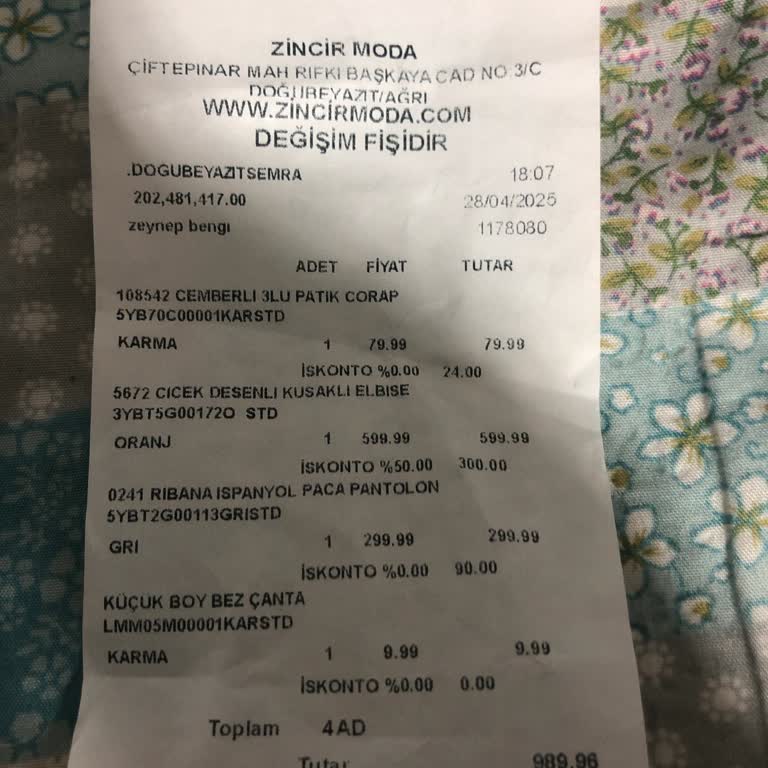 ZİNCİR MODA
ÇİFTEPINAR MAH RIFKI BAŞKAYA CAD NO 3/C
DOĞUBEYAZIT/AĞRI
WWW.ZINCIRMODA.COM
DEĞİŞİM FİŞİDİR
.DOGUBEYAZITSEMRA 18:07
202,481,417.00 28/04/2025
zeynep bengı 1178080
ADET FİYAT TUTAR
108542 CEMBERLI 3LU PATIK CORAP
5YB70C00001KARSTD
KARMA 1 79.99 79.99
İSKONTO %0.00 24.00
5672 CICEK DESENLI KUSAKLI ELBISE
3YBT5G00172O STD
ORANJ 1 599.99 599.99
İSKONTO %50.00 300.00
0241 RIBANA ISPANYOL PACA PANTOLON
5YBT2G00113GRISTD
GRI 1 299.99 299.99
İSKONTO %0.00 90.00
KÜÇÜK BOY BEZ ÇANTA
LMM05M00001KARSTD
KARMA 1 9.99 9.99
İSKONTO %0.00 0.00
Toplam 4AD
Tutar 989.96